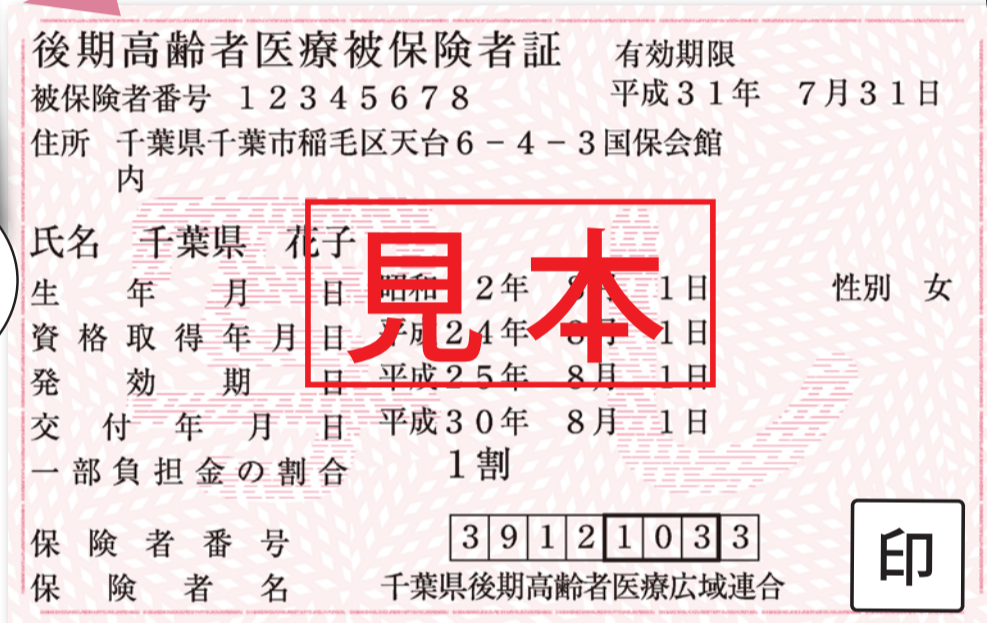 後期高齢者医療被保険者証 有効期限
被保険者番号 12345678 平成31年 7月31日
住所 千葉県千葉市稲毛区天台6-4-3国保会館
内
氏名 千葉県 花子
生年月日 昭和 2年 8月 1日 性別 女
資格取得年月日 平成24年 8月 1日
発効期日 平成25年 8月 1日
交付年月日 平成30年 8月 1日
一部負担金の割合 1割
見本
保険者番号 39121033
保険者名 千葉県後期高齢者医療広域連合
印